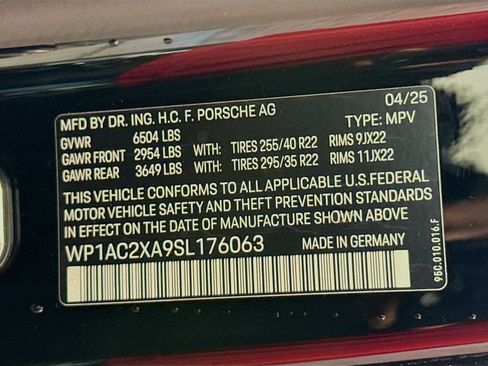 04/25
MFD BY DR. ING. H.C. F. PORSCHE AG
GVWR 6504 LBS TYPE: MPV
GAWR FRONT 2954 LBS WITH: TIRES 255/40 R22 RIMS 9JX22
GAWR REAR 3649 LBS WITH: TIRES 295/35 R22 RIMS 11JX22
THIS VEHICLE CONFORMS TO ALL APPLICABLE U.S.FEDERAL
MOTOR VEHICLE SAFETY AND THEFT PREVENTION STANDARDS
IN EFFECT ON THE DATE OF MANUFACTURE SHOWN ABOVE
WP1AC2XA9SL176063 MADE IN GERMANY
95C.010.016.F